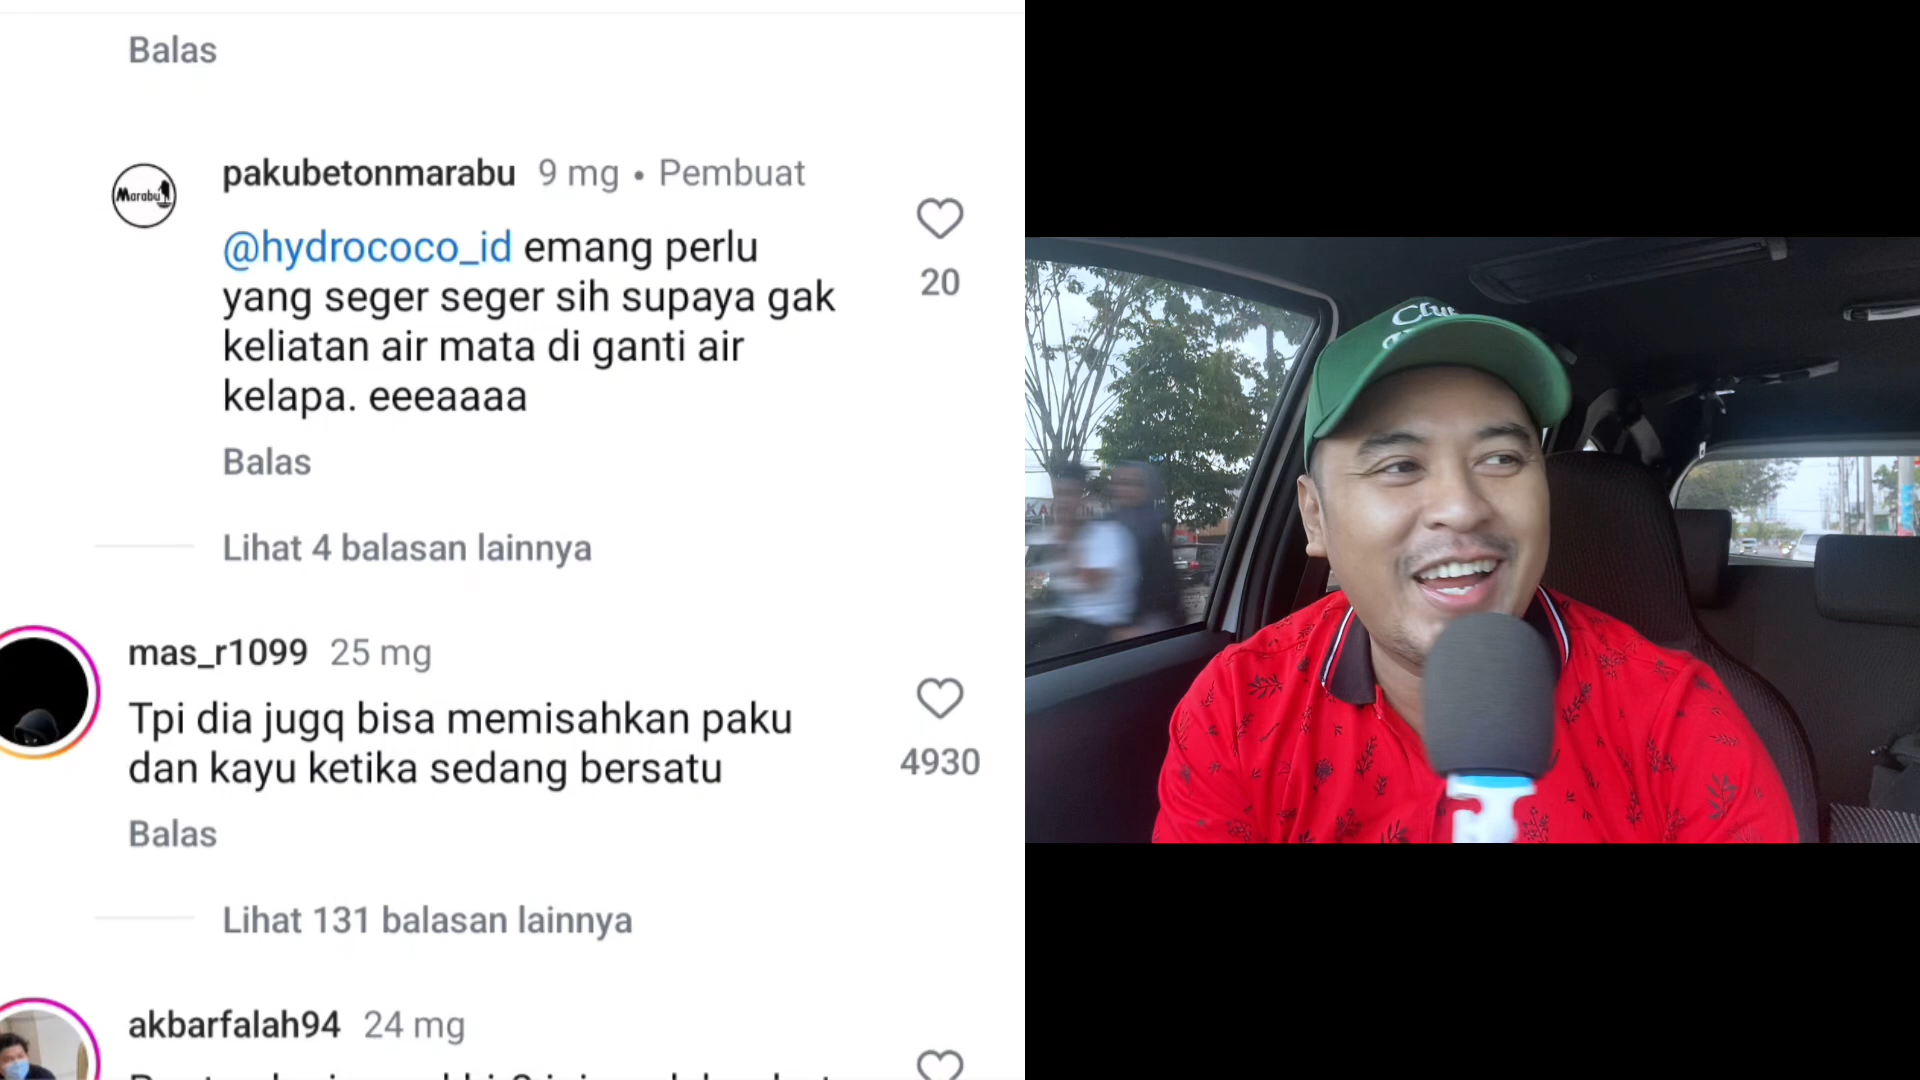 Balas
pakubetonmarabu 9 mg • Pembuat
Marabu
@hydrococo_id emang perlu
yang seger seger sih supaya gak
keliatan air mata di ganti air
kelapa. eeeaaaa
20
Balas
Lihat 4 balasan lainnya
mas_r1099 25 mg
Tpi dia jugq bisa memisahkan paku
dan kayu ketika sedang bersatu
4930
Balas
Lihat 131 balasan lainnya
akbarfalah94 24 mg